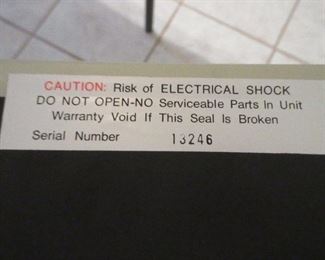 CAUTION: Risk of ELECTRICAL SHOCK
DO NOT OPEN-NO Serviceable Parts In Unit
Warranty Void If This Seal Is Broken
Serial Number 13246